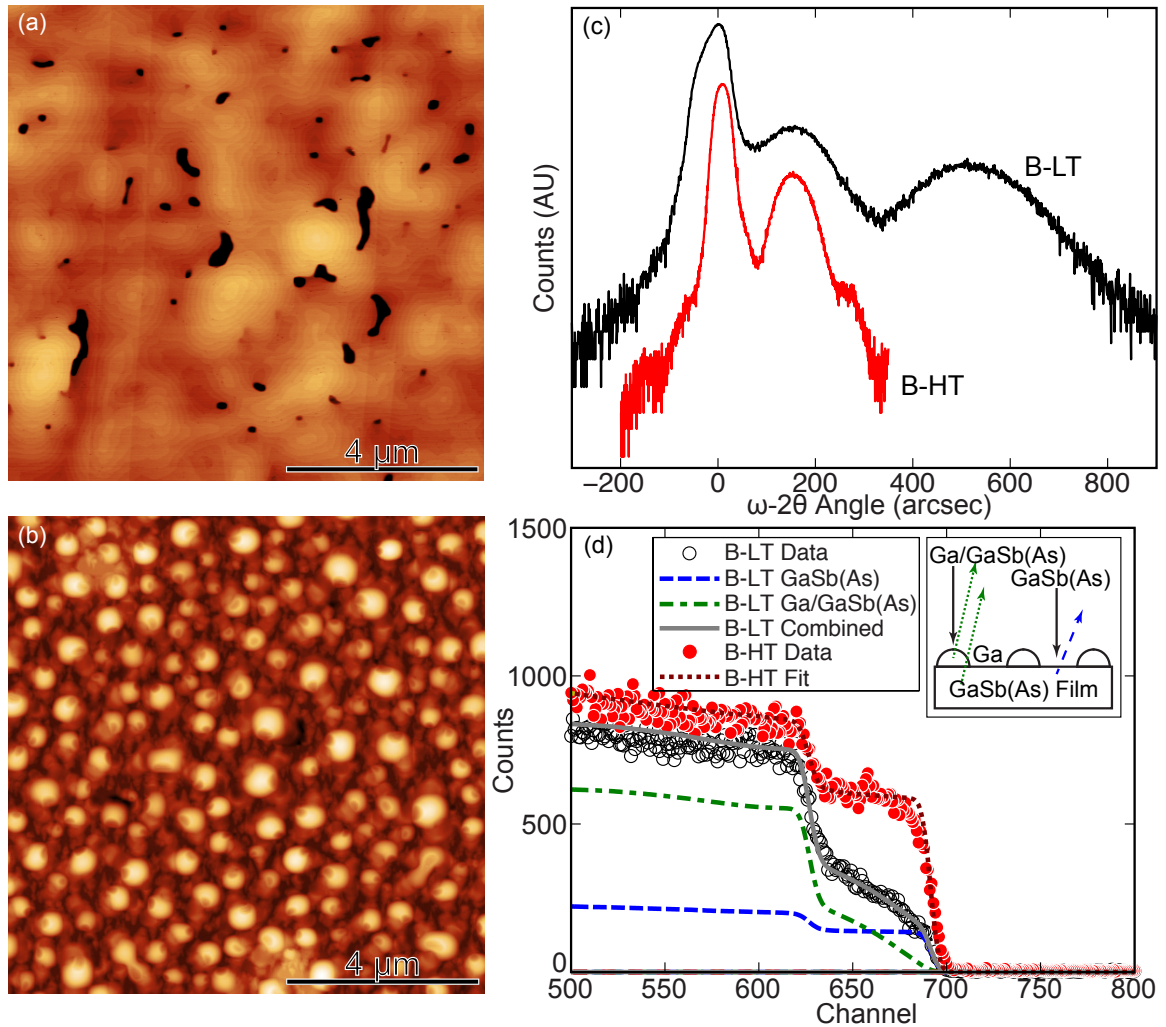 (a)
4 μm
(b)
4 μm
(c)
Counts (AU)
B-LT
B-HT
−200 0 200 400 600 800
ω-2θ Angle (arcsec)
(d)
1500
1000
500
0
Counts
B-LT Data
B-LT GaSb(As)
B-LT Ga/GaSb(As)
B-LT Combined
B-HT Data
B-HT Fit
Ga/GaSb(As)
GaSb(As)
Ga
GaSb(As) Film
500 550 600 650 700 750 800
Channel